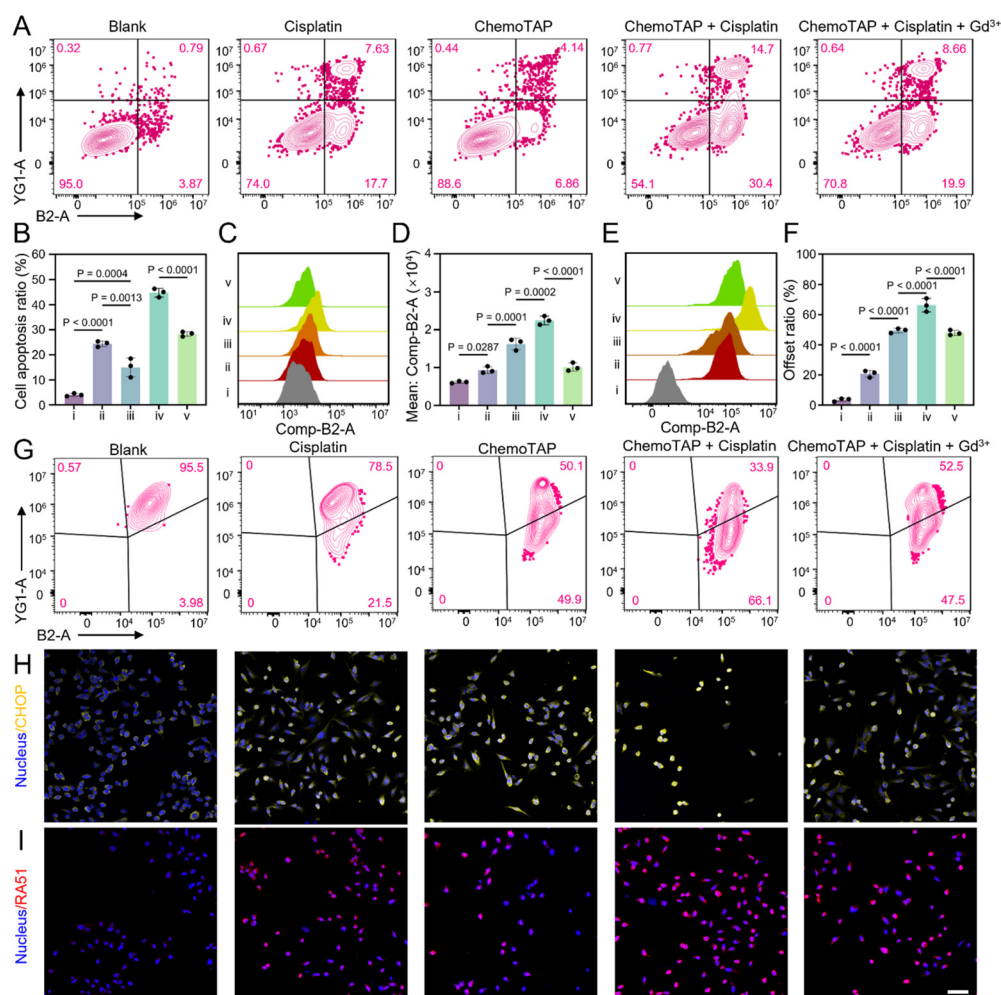 A
Blank
Cisplatin
ChemoTAP
ChemoTAP + Cisplatin
ChemoTAP + Cisplatin + Gd³⁺
0.32 0.79
95.0 3.87
0.67 7.63
74.0 17.7
0.44 4.14
88.6 6.86
0.77 14.7
54.1 30.4
0.64 8.66
70.8 19.9
10⁷
10⁶
10⁵
10⁴
0
YG1-A
0 10⁴ 10⁵ 10⁶ 10⁷
B2-A
B
Cell apoptosis ratio (%)
60
50
40
30
20
10
0
P = 0.0004
P = 0.0013
P < 0.0001
P < 0.0001
i ii iii iv v
C
v
iv
iii
ii
i
10¹ 10³ 10⁵ 10⁷
Comp-B2-A
D
Mean: Comp-B2-A (×10⁴)
4
3
2
1
0
P < 0.0001
P = 0.0002
P = 0.0001
P = 0.0287
i ii iii iv v
E
v
iv
iii
ii
i
0 10⁴ 10⁵ 10⁶
Comp-B2-A
F
Offset ratio (%)
100
80
60
40
20
0
P < 0.0001
P < 0.0001
P < 0.0001
P < 0.0001
i ii iii iv v
G
Blank
Cisplatin
ChemoTAP
ChemoTAP + Cisplatin
ChemoTAP + Cisplatin + Gd³⁺
0.57 95.5
0 3.98
0 78.5
0 21.5
0 50.1
0 49.9
0 33.9
0 66.1
0 52.5
0 47.5
10⁷
10⁶
10⁵
10⁴
0
YG1-A
0 10⁴ 10⁵ 10⁶ 10⁷
B2-A
H
Nucleus/CHOP
I
Nucleus/RA51